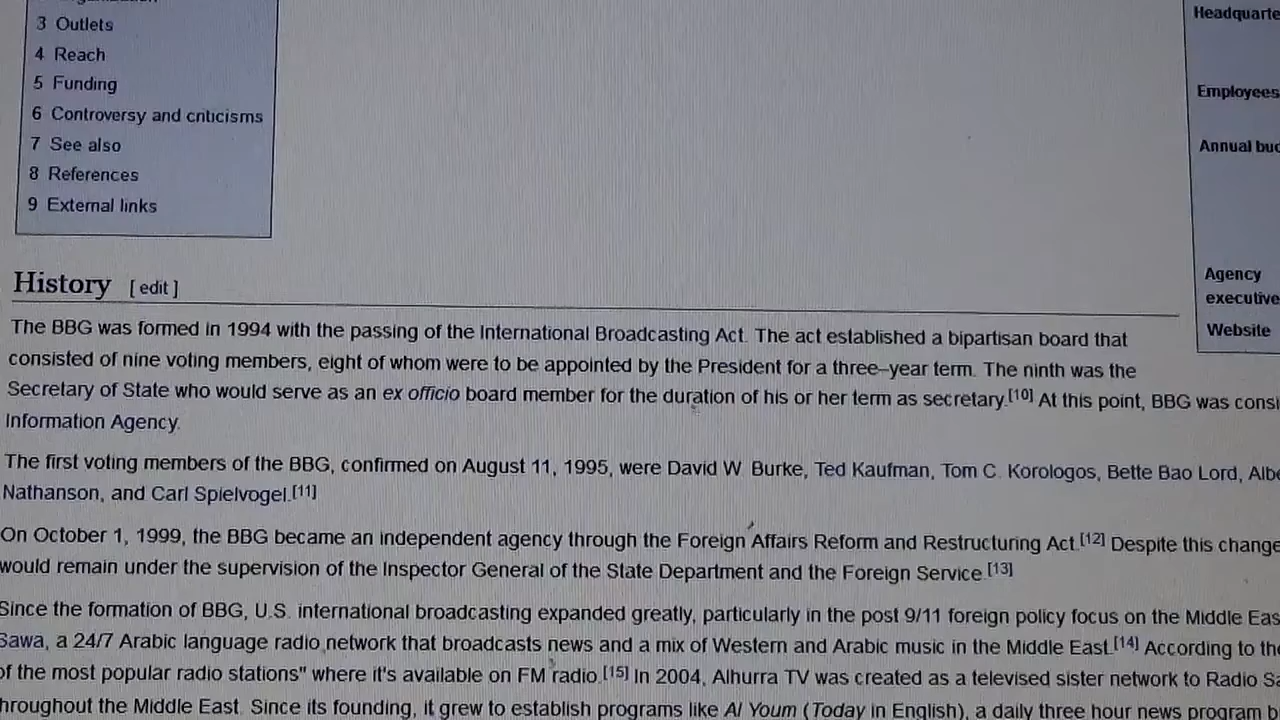 3 Outlets
4 Reach
5 Funding
6 Controversy and criticisms
7 See also
8 References
9 External links
Employees
Agency
executive
Website
History [ edit ]
The BBG was formed in 1994 with the passing of the International Broadcasting Act. The act established a bipartisan board that
consisted of nine voting members, eight of whom were to be appointed by the President for a three–year term. The ninth was the
Secretary of State who would serve as an ex officio board member for the duration of his or her term as secretary.[10] At this point, BBG was
Information Agency.
The first voting members of the BBG, confirmed on August 11, 1995, were David W. Burke, Ted Kaufman, Tom C. Korologos, Bette Bao Lord,
Nathanson, and Carl Spielvogel.[11]
On October 1, 1999, the BBG became an independent agency through the Foreign Affairs Reform and Restructuring Act.[12] Despite this change
would remain under the supervision of the Inspector General of the State Department and the Foreign Service.[13]
Since the formation of BBG, U.S. international broadcasting expanded greatly, particularly in the post 9/11 foreign policy focus on the Middle
Sawa, a 24/7 Arabic language radio network that broadcasts news and a mix of Western and Arabic music in the Middle East.[14] According to the
of the most popular radio stations" where it's available on FM radio.[15] In 2004, Alhurra TV was created as a televised sister network to Radio
throughout the Middle East. Since its founding, it grew to establish programs like Al Youm (Today in English), a daily three hour news program